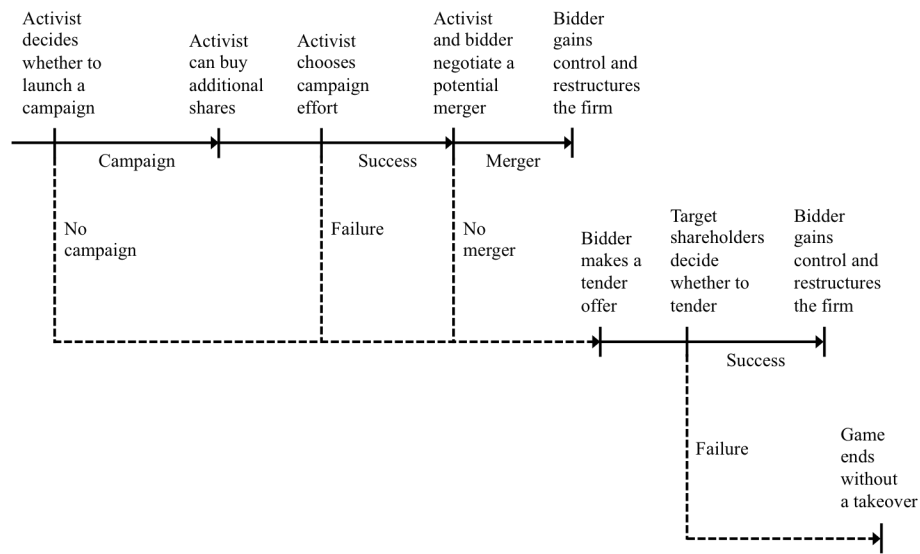 Activist
decides
whether to
launch a
campaign
Activist
can buy
additional
shares
Activist
chooses
campaign
effort
Activist
and bidder
negotiate a
potential
merger
Bidder
gains
control and
restructures
the firm
Campaign
Success
Merger
No
campaign
Failure
No
merger
Bidder
makes a
tender
offer
Target
shareholders
decide
whether to
tender
Bidder
gains
control and
restructures
the firm
Success
Failure
Game
ends
without
a takeover